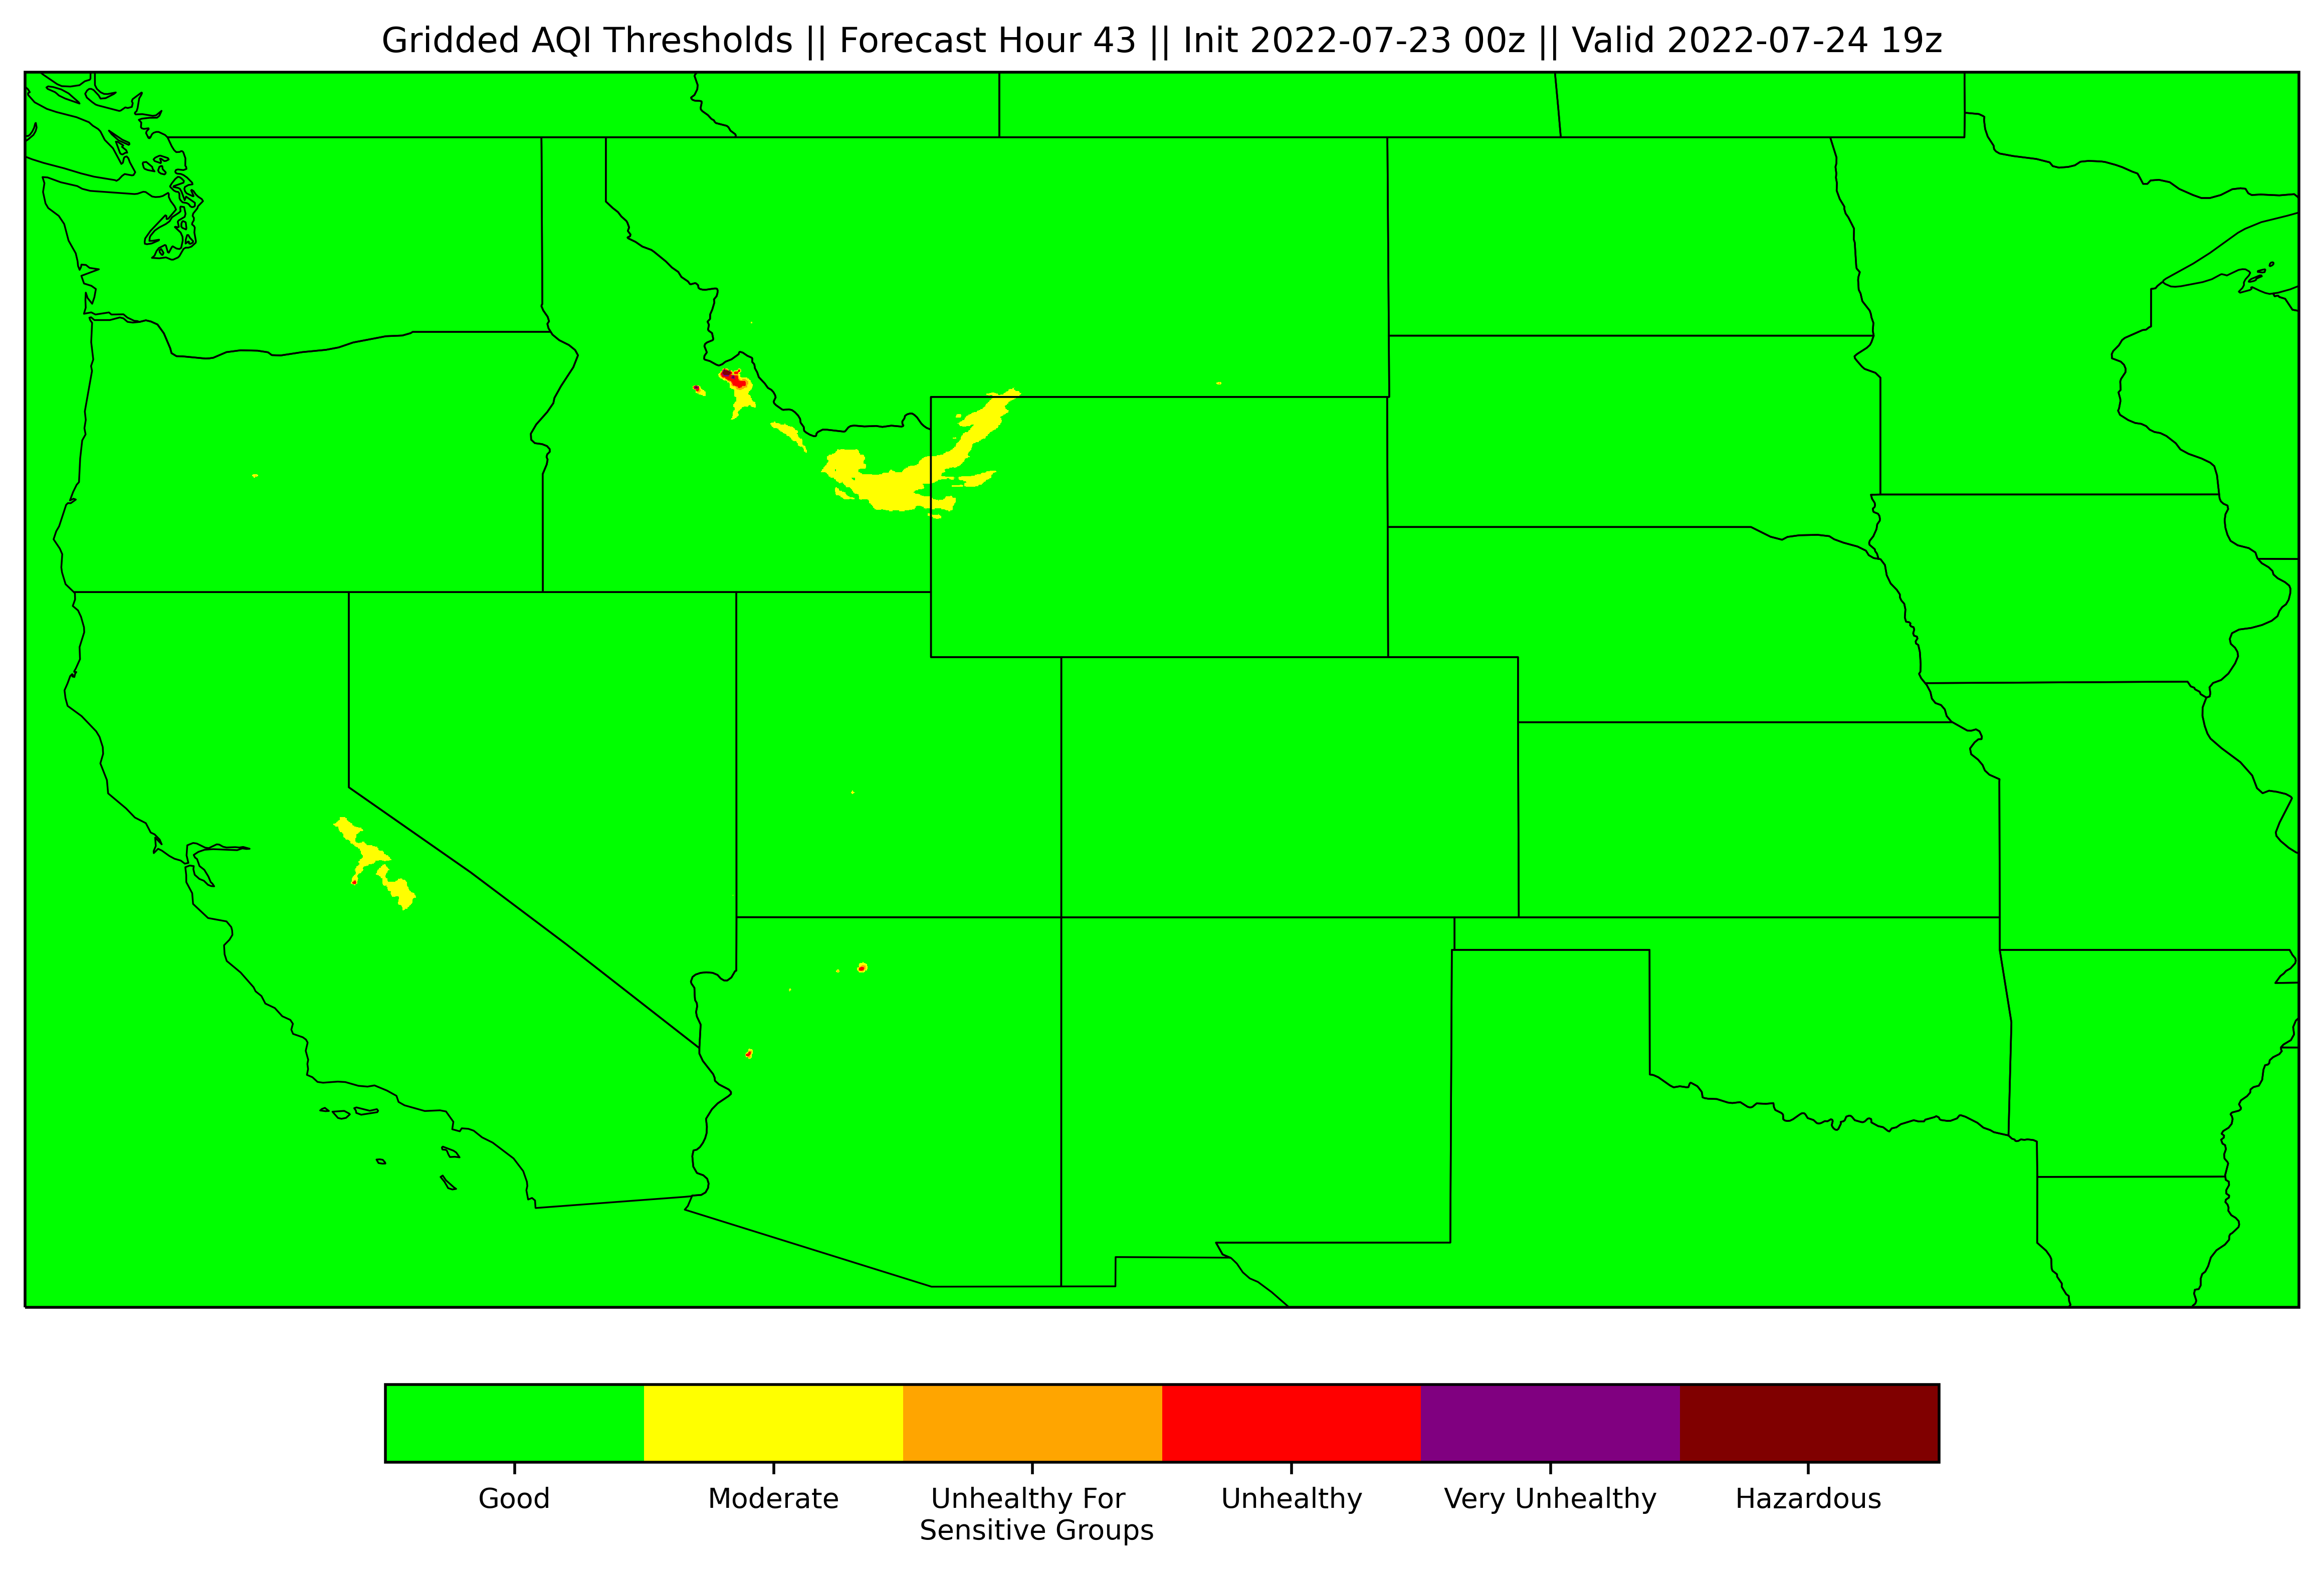 Gridded AQI Thresholds || Forecast Hour 43 || Init 2022-07-23 00z || Valid 2022-07-24 19z
Good
Moderate
Unhealthy For
Sensitive Groups
Unhealthy
Very Unhealthy
Hazardous